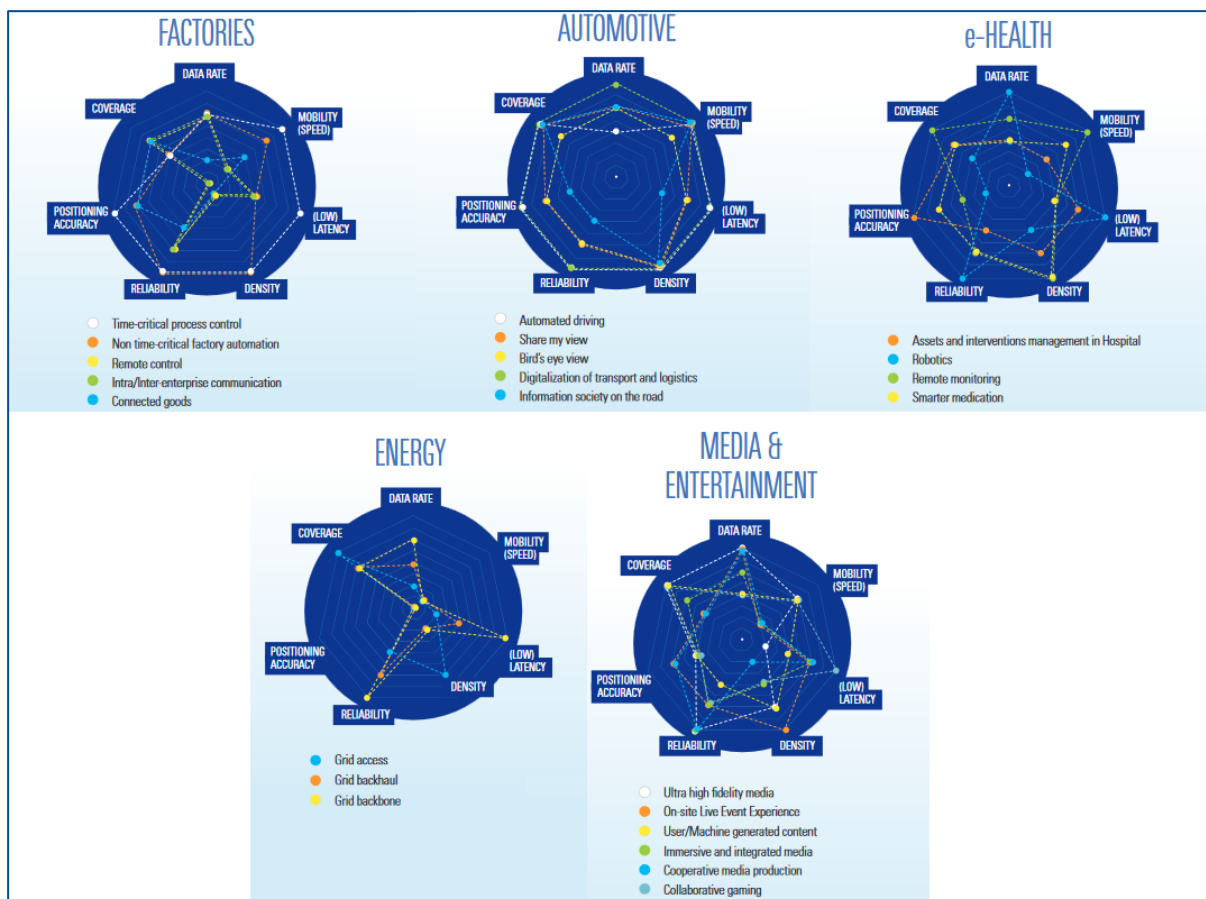 FACTORIES
DATA RATE
COVERAGE
MOBILITY
(SPEED)
POSITIONING
ACCURACY
(LOW)
LATENCY
RELIABILITY
DENSITY
Time-critical process control
Non time-critical factory automation
Remote control
Intra/Inter-enterprise communication
Connected goods
AUTOMOTIVE
DATA RATE
COVERAGE
MOBILITY
(SPEED)
POSITIONING
ACCURACY
(LOW)
LATENCY
RELIABILITY
DENSITY
Automated driving
Share my view
Bird's eye view
Digitalization of transport and logistics
Information society on the road
e-HEALTH
DATA RATE
COVERAGE
MOBILITY
(SPEED)
POSITIONING
ACCURACY
(LOW)
LATENCY
RELIABILITY
DENSITY
Assets and interventions management in Hospital
Robotics
Remote monitoring
Smarter medication
ENERGY
DATA RATE
COVERAGE
MOBILITY
(SPEED)
POSITIONING
ACCURACY
(LOW)
LATENCY
DENSITY
RELIABILITY
Grid access
Grid backhaul
Grid backbone
MEDIA &
ENTERTAINMENT
DATA RATE
COVERAGE
MOBILITY
(SPEED)
POSITIONING
ACCURACY
(LOW)
LATENCY
RELIABILITY
DENSITY
Ultra high fidelity media
On-site Live Event Experience
User/Machine generated content
Immersive and integrated media
Cooperative media production
Collaborative gaming